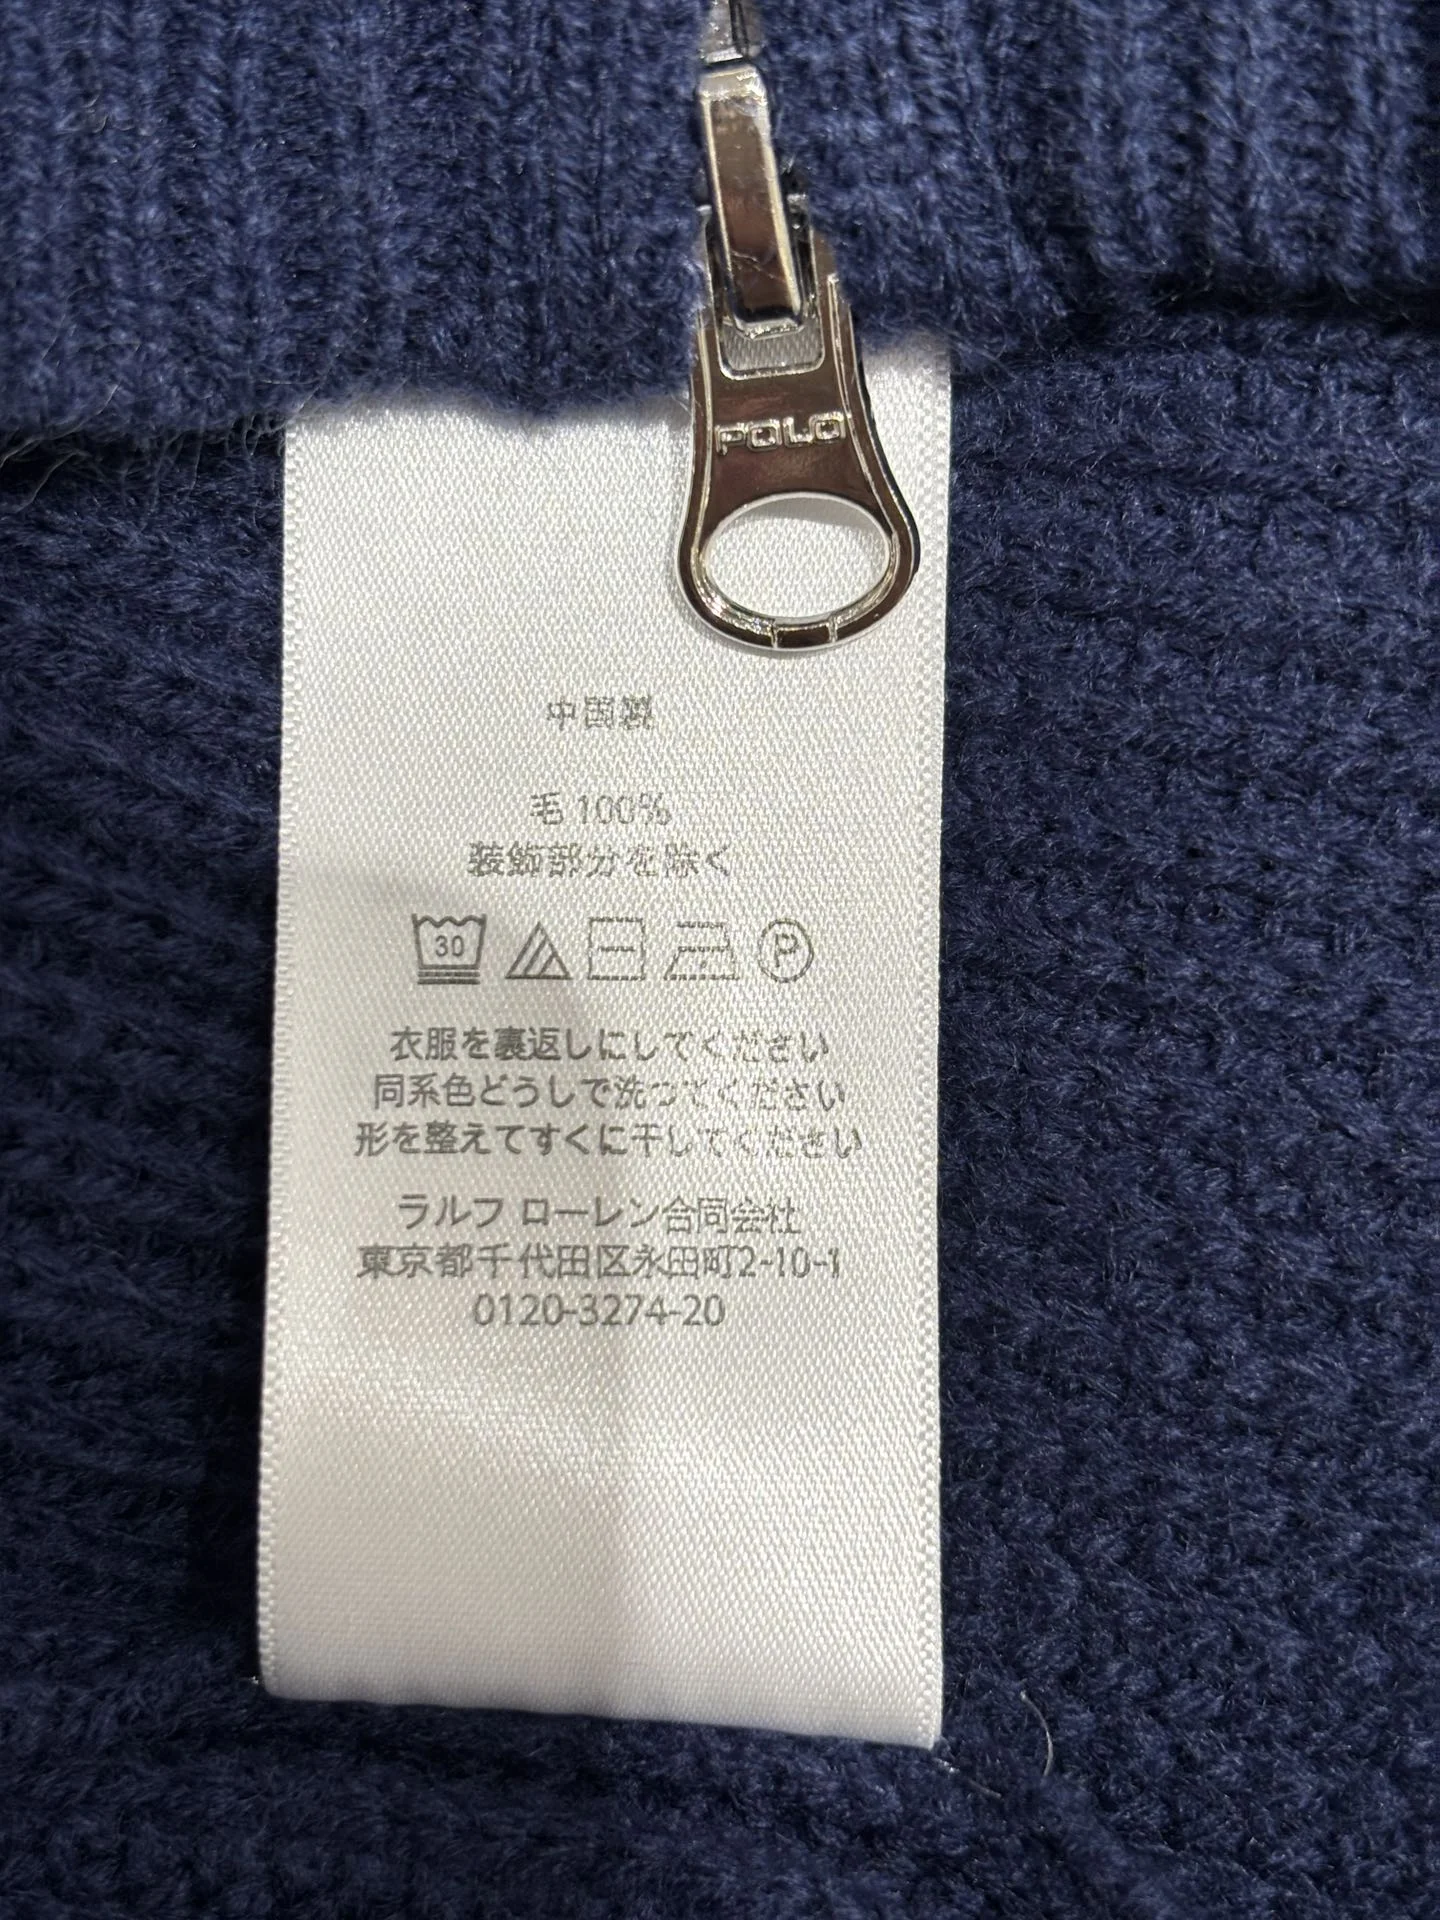 POLO
中国製
毛 100%
装飾部分を除く
30
P
衣服を裏返しにしてください
同系色どうしで洗ってください
形を整えてすぐに干してください
ラルフ ローレン合同会社
東京都千代田区永田町2-10-1
0120-3274-20